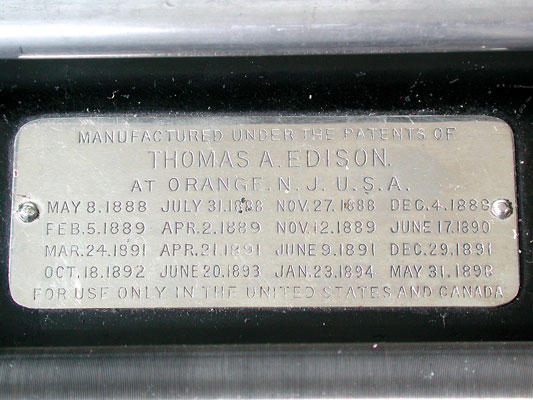 MANUFACTURED UNDER THE PATENTS OF
THOMAS A. EDISON.
AT ORANGE, N. J. U. S. A.
MAY 8. 1888 JULY 31. 1888 NOV. 27. 1888 DEC. 4. 1888
FEB. 5. 1889 APR. 2. 1889 NOV. 12. 1889 JUNE 17. 1890
MAR. 24. 1891 APR. 21. 1891 JUNE 9. 1891 DEC. 29. 1891
OCT. 18. 1892 JUNE 20. 1893 JAN. 23. 1894 MAY 31. 1898
FOR USE ONLY IN THE UNITED STATES AND CANADA